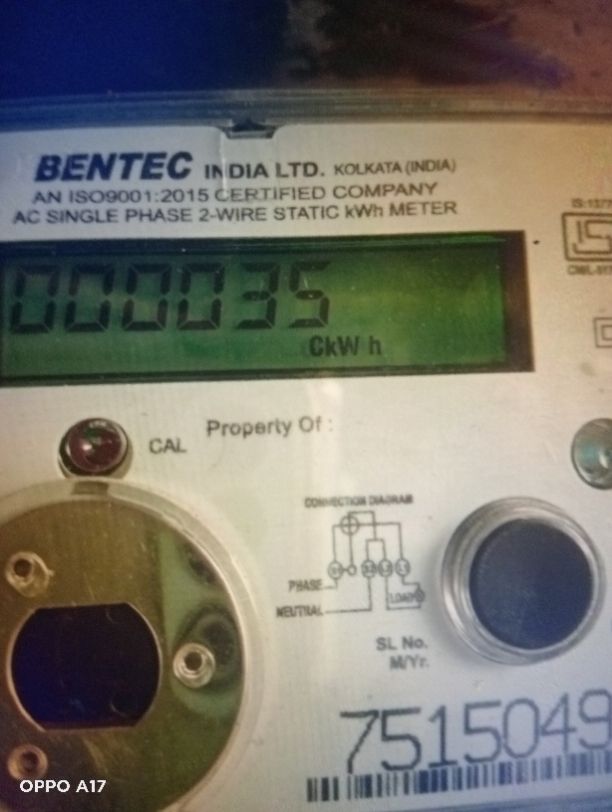 BENTEC INDIA LTD. KOLKATA (INDIA)
AN ISO9001:2015 CERTIFIED COMPANY
AC SINGLE PHASE 2-WIRE STATIC kWh METER
000035
CkW h
CAL
Property Of :
CONNECTION DIAGRAM
PHASE
NEUTRAL
LOAD
SL No.
M/Yr.
7515049
OPPO A17